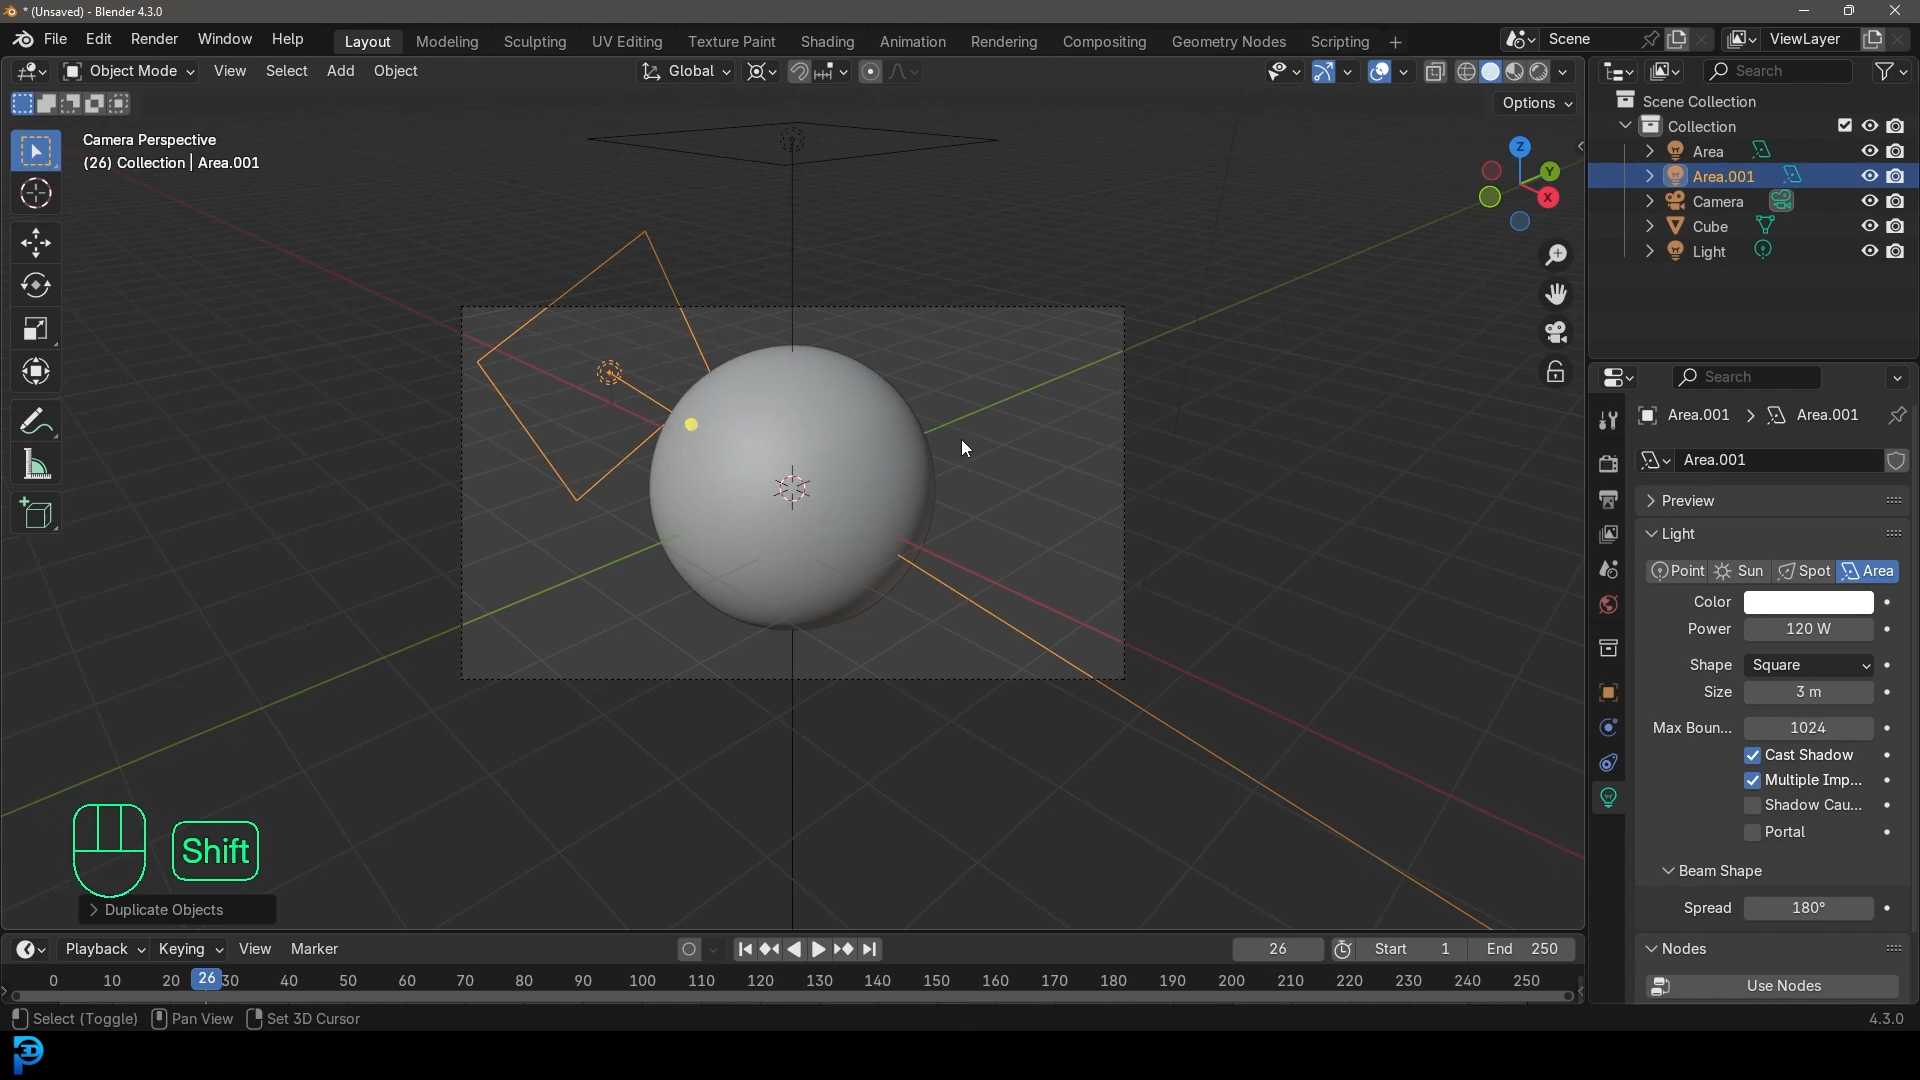 * (Unsaved) - Blender 4.3.0
File Edit Render Window Help Layout Modeling Sculpting UV Editing Texture Paint Shading Animation Rendering Compositing Geometry Nodes Scripting + Scene ViewLayer
Object Mode View Select Add Object Global Search
Options
Camera Perspective
(26) Collection | Area.001
Z
Y
X
Scene Collection
Collection
Area
Area.001
Camera
Cube
Light
Search
Area.001 > Area.001
Area.001
Preview
Light
Point Sun Spot Area
Color
Power 120 W
Shape Square
Size 3 m
Max Boun... 1024
Cast Shadow
Multiple Imp...
Shadow Cau...
Portal
Beam Shape
Spread 180°
Nodes
Use Nodes
Shift
Duplicate Objects
Playback Keying View Marker 26 Start 1 End 250
0 10 20 26 30 40 50 60 70 80 90 100 110 120 130 140 150 160 170 180 190 200 210 220 230 240 250
Select (Toggle) Pan View Set 3D Cursor 4.3.0
3D